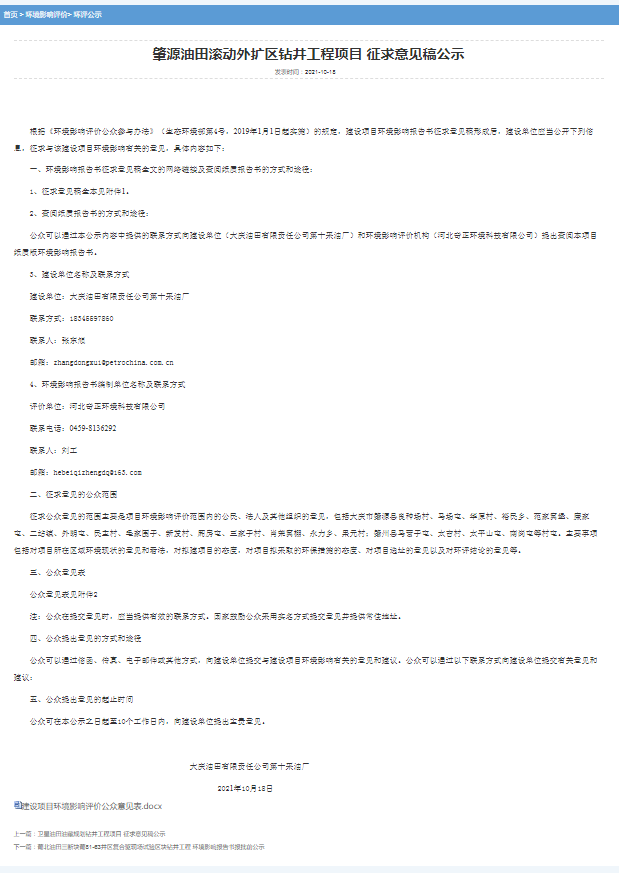 首页 > 环境影响评价> 环评公示
肇源油田滚动外扩区钻井工程项目 征求意见稿公示
发布时间：2021-10-18
根据《环境影响评价公众参与办法》（生态环境部第4号，2019年1月1日起实施）的规定，建设项目环境影响报告书征求意见稿形成后，建设单位应当公开下列信
息，征求与该建设项目环境影响有关的意见，具体内容如下：
一、环境影响报告书征求意见稿全文的网络链接及查阅纸质报告书的方式和途径：
1、征求意见稿全本见附件1。
2、查阅纸质报告书的方式和途径：
公众可以通过本公示内容中提供的联系方式向建设单位（大庆油田有限责任公司第十采油厂）和环境影响评价机构（河北奇正环境科技有限公司）提出查阅本项目
纸质版环境影响报告书。
3、建设单位名称及联系方式
建设单位：大庆油田有限责任公司第十采油厂
联系方式：
联系人：张东旭
邮箱：zhangdongxui@petrochina.com.cn
4、环境影响报告书编制单位名称及联系方式
评价单位：河北奇正环境科技有限公司
联系电话：0459-8136292
联系人：刘工
邮箱：hebeiqizhengdq@163.com
二、征求意见的公众范围
征求公众意见的范围主要是项目环境影响评价范围内的公民、法人及其他组织的意见，包括大庆市肇源县良种场村、马场屯、华原村、裕民乡、范家窝堡、
屯、二站镇、外明屯、民主村、毛家围子、新发村、莉房屯、王家子村、肖荣窝棚、永力乡、果元村；肇州县马营子屯、太古村、太平山屯、南岗屯等村屯。主要事项
包括对项目所在区域环境现状的意见和看法，对拟建项目的态度，对项目拟采取的环保措施的态度、对项目选址的意见以及对环评结论的意见等。
三、公众意见表
公众意见表见附件2
注：公众在提交意见时，应当提供有效的联系方式。国家鼓励公众采用实名方式提交意见并提供常住地址。
四、公众提出意见的方式和途径
公众可以通过信函、传真、电子邮件或其他方式，向建设单位提交与建设项目环境影响有关的意见和建议。公众可以通过以下联系方式向建设单位提交有关意见和
建议：
五、公众提出意见的起止时间
公众可在本公示之日起至10个工作日内，向建设单位提出宝贵意见。
大庆油田有限责任公司第十采油厂
2021年10月18日
建设项目环境影响评价公众意见表.docx
上一篇：卫星油田油藏规划钻井工程项目 征求意见稿公示
下一篇：葡北油田三断块葡81-83井区复合驱现场试验区块钻井工程 环境影响报告书报批前公示